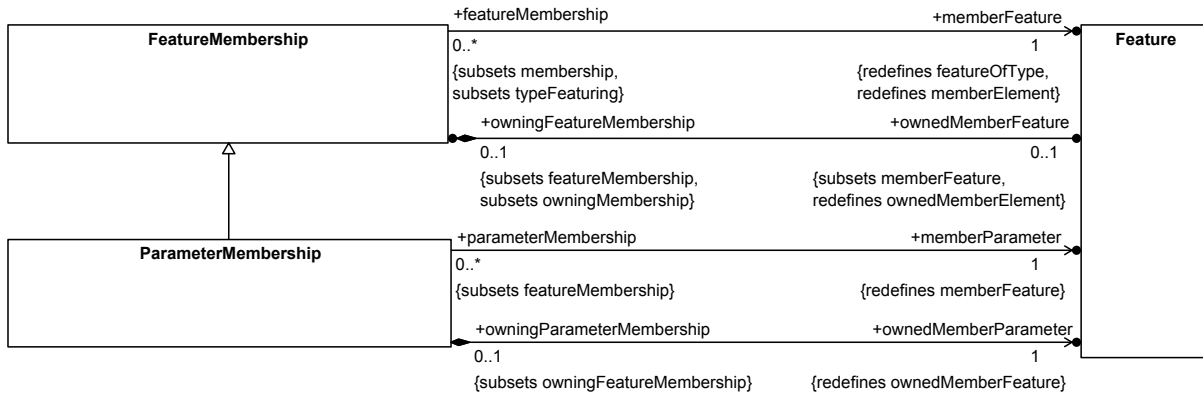 +featureMembership
+memberFeature
FeatureMembership
Feature
0..*
1
{subsets membership,
subsets typeFeaturing}
{redefines featureOfType,
redefines memberElement}
+owningFeatureMembership
+ownedMemberFeature
0..1
0..1
{subsets featureMembership,
subsets owningMembership}
{subsets memberFeature,
redefines ownedMemberElement}
+parameterMembership
+memberParameter
ParameterMembership
0..*
1
{subsets featureMembership}
{redefines memberFeature}
+owningParameterMembership
+ownedMemberParameter
0..1
1
{subsets owningFeatureMembership}
{redefines ownedMemberFeature}